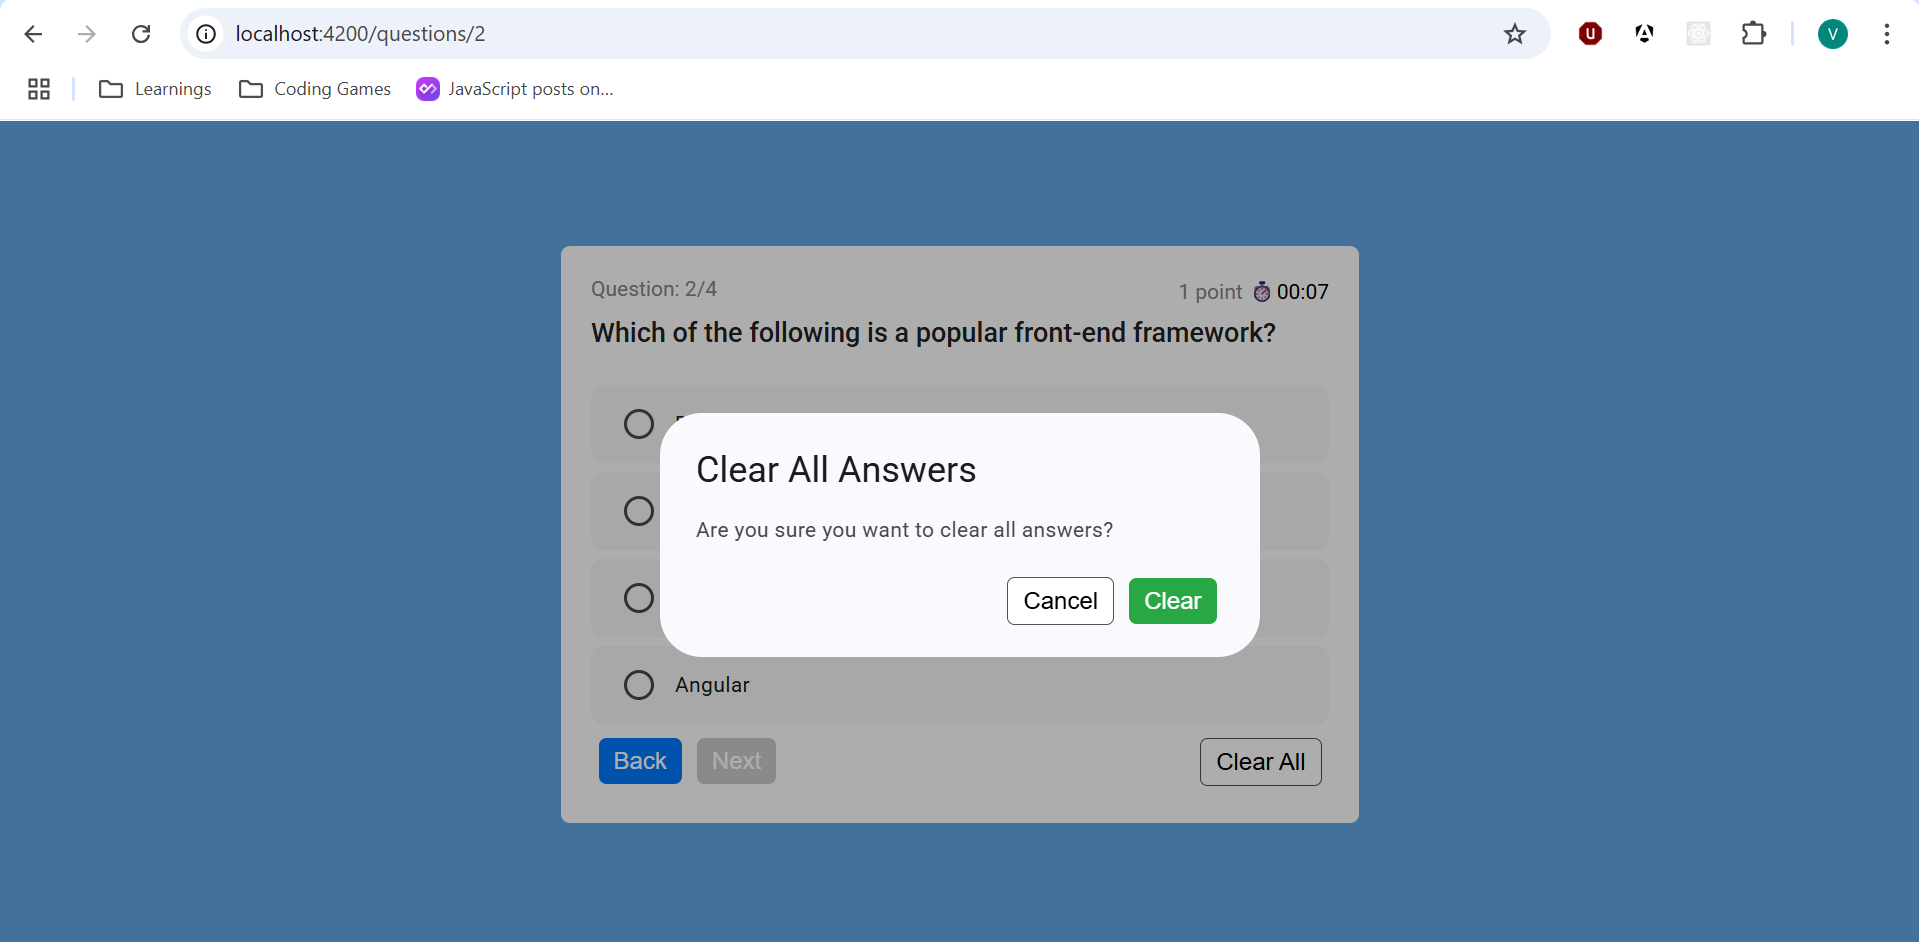 localhost:4200/questions/2
V
Learnings
Coding Games
JavaScript posts on...
Question: 2/4
1 point 00:07
Which of the following is a popular front-end framework?
Clear All Answers
Are you sure you want to clear all answers?
Cancel
Clear
Angular
Back
Next
Clear All